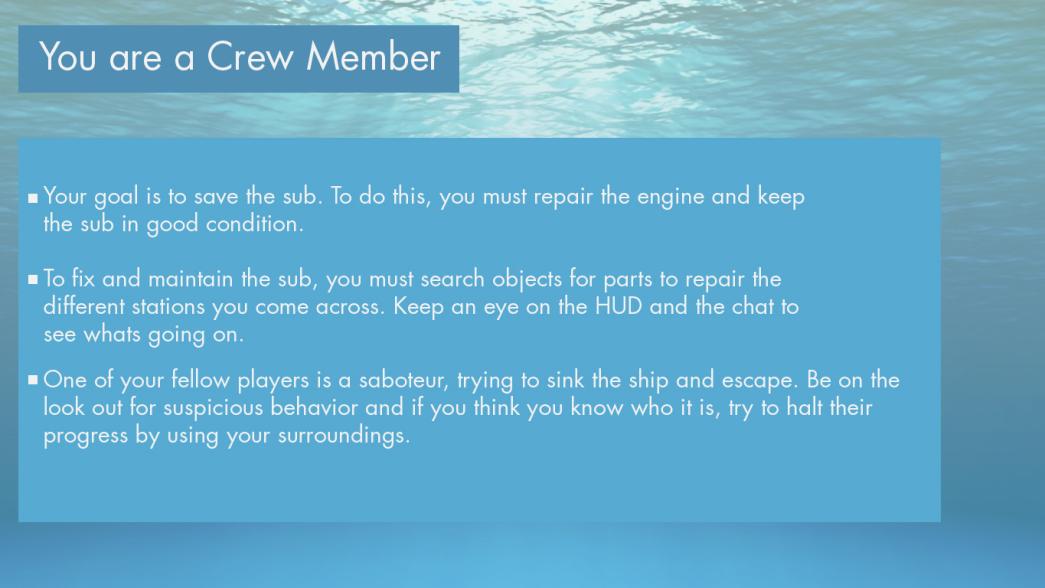 You are a Crew Member
▪ Your goal is to save the sub. To do this, you must repair the engine and keep
the sub in good condition.
▪ To fix and maintain the sub, you must search objects for parts to repair the
different stations you come across. Keep an eye on the HUD and the chat to
see whats going on.
▪ One of your fellow players is a saboteur, trying to sink the ship and escape. Be on the
look out for suspicious behavior and if you think you know who it is, try to halt their
progress by using your surroundings.